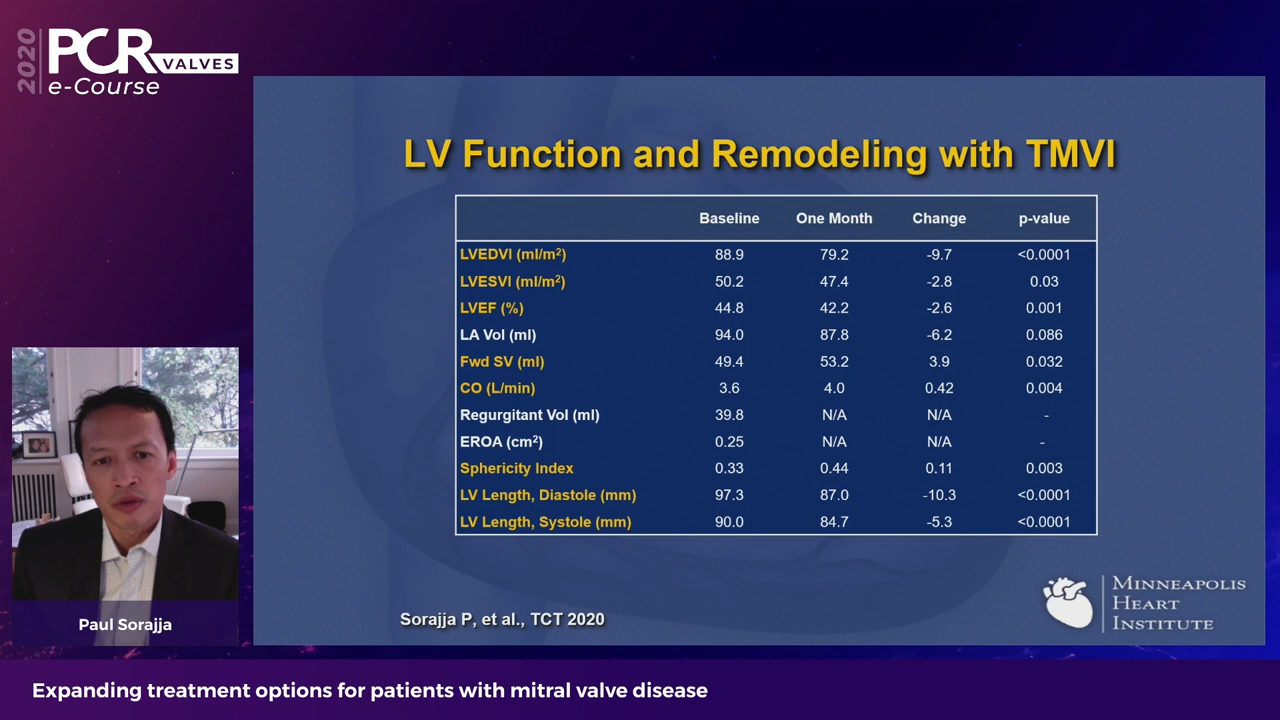 2020
PCR VALVES
e-Course
LV Function and Remodeling with TMVI
Baseline One Month Change p-value
LVEDVI (ml/m²) 88.9 79.2 -9.7 <0.0001
LVESVI (ml/m²) 50.2 47.4 -2.8 0.03
LVEF (%) 44.8 42.2 -2.6 0.001
LA Vol (ml) 94.0 87.8 -6.2 0.086
Fwd SV (ml) 49.4 53.2 3.9 0.032
CO (L/min) 3.6 4.0 0.42 0.004
Regurgitant Vol (ml) 39.8 N/A N/A -
EROA (cm²) 0.25 N/A N/A -
Sphericity Index 0.33 0.44 0.11 0.003
LV Length, Diastole (mm) 97.3 87.0 -10.3 <0.0001
LV Length, Systole (mm) 90.0 84.7 -5.3 <0.0001
Sorajja P, et al., TCT 2020
Minneapolis
Heart
Institute
Paul Sorajja
Expanding treatment options for patients with mitral valve disease